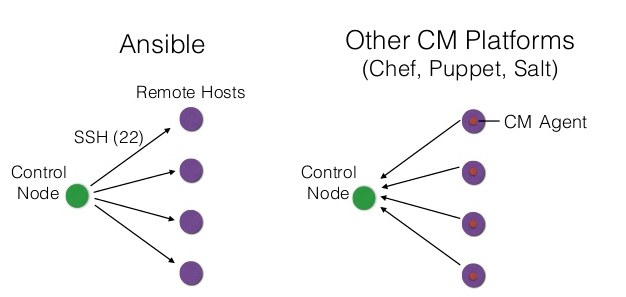 Ansible
Remote Hosts
SSH (22)
Control
Node
Other CM Platforms
(Chef, Puppet, Salt)
CM Agent
Control
Node